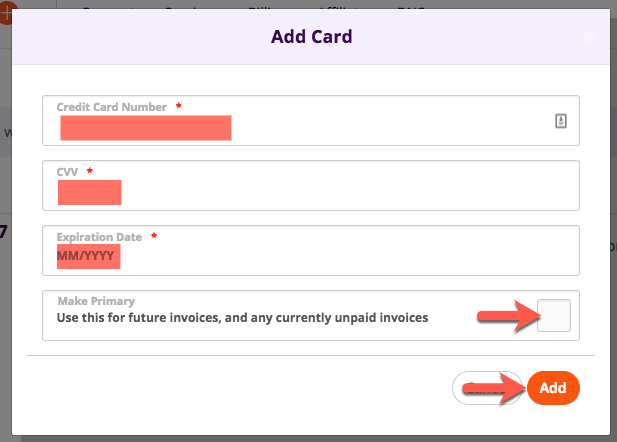 Add Card
Credit Card Number *
CVV *
Expiration Date *
MM/YYYY
Make Primary
Use this for future invoices, and any currently unpaid invoices
Add